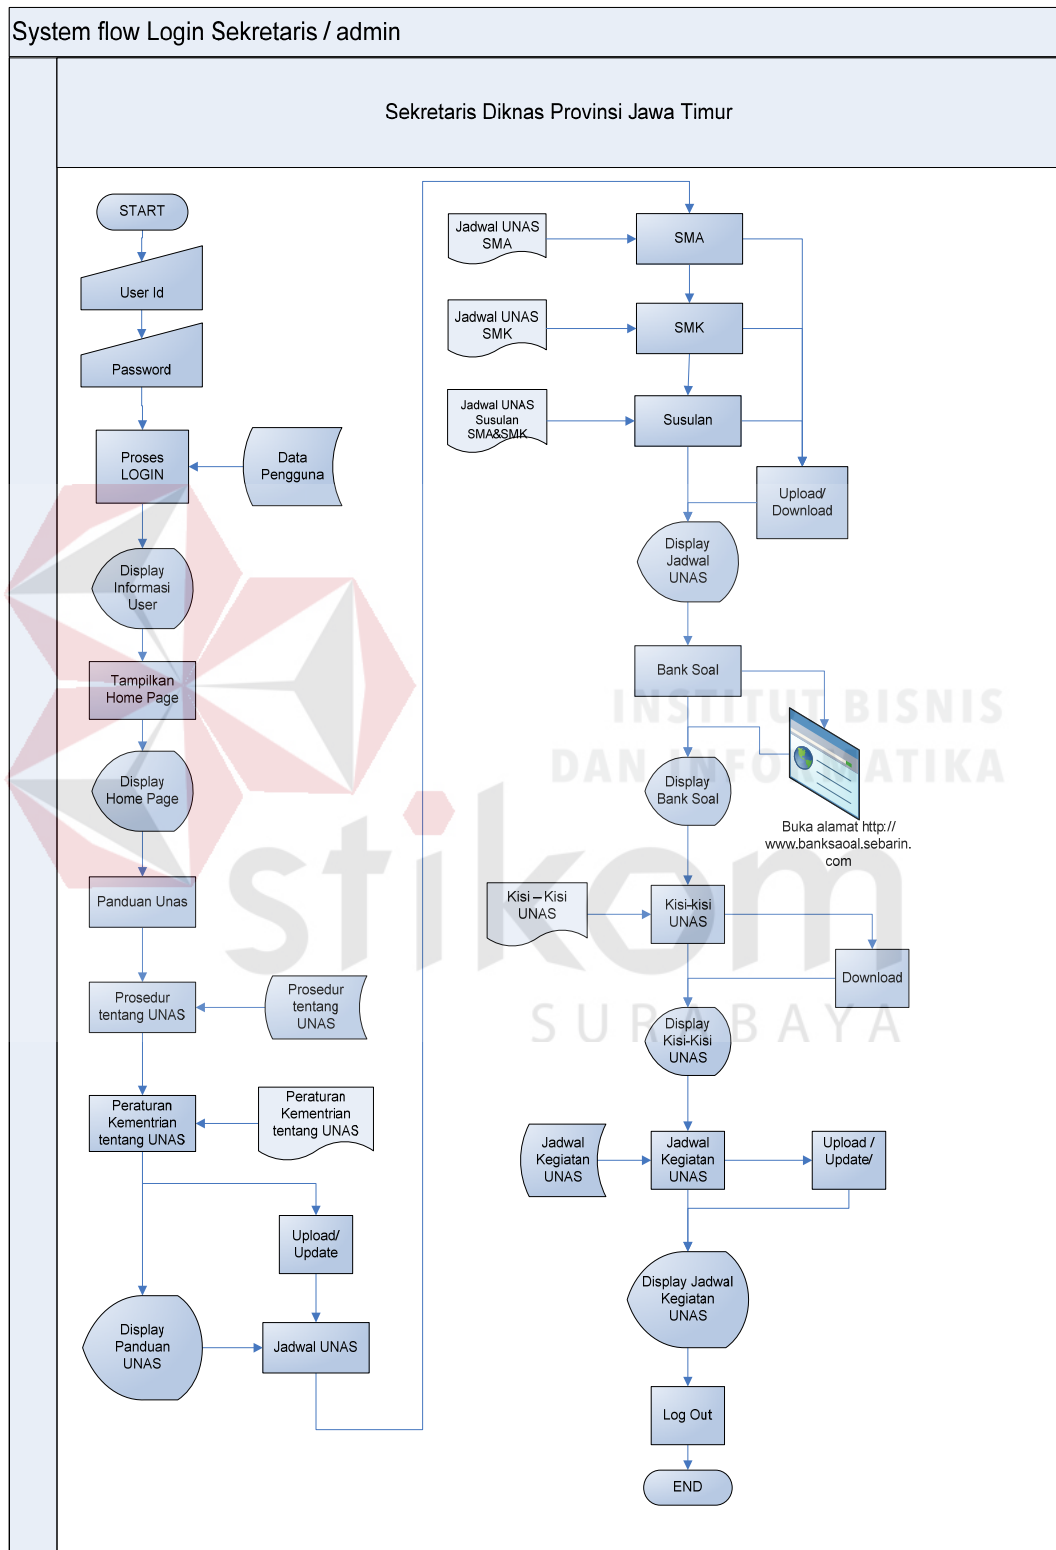 System flow Login Sekretaris / admin
Sekretaris Diknas Provinsi Jawa Timur
START
User Id
Password
Proses
LOGIN
Data
Pengguna
Display
Informasi
User
Tampilkan
Home Page
Display
Home Page
Panduan Unas
Prosedur
tentang UNAS
Prosedur
tentang
UNAS
Peraturan
Kementrian
tentang UNAS
Peraturan
Kementrian
tentang UNAS
Upload/
Update
Display
Panduan
UNAS
Jadwal UNAS
Jadwal UNAS
SMA
SMA
Jadwal UNAS
SMK
SMK
Jadwal UNAS
Susulan
SMA&SMK
Susulan
Upload/
Download
Display
Jadwal
UNAS
Bank Soal
Display
Bank Soal
Buka alamat http://
www.banksaoal.sebarin.
com
Kisi – Kisi
UNAS
Kisi-kisi
UNAS
Download
Display
Kisi-Kisi
UNAS
Jadwal
Kegiatan
UNAS
Jadwal
Kegiatan
UNAS
Upload /
Update/
Display Jadwal
Kegiatan
UNAS
Log Out
END
INSTITUT BISNIS
DAN INFORMATIKA
stikom
SURABAYA